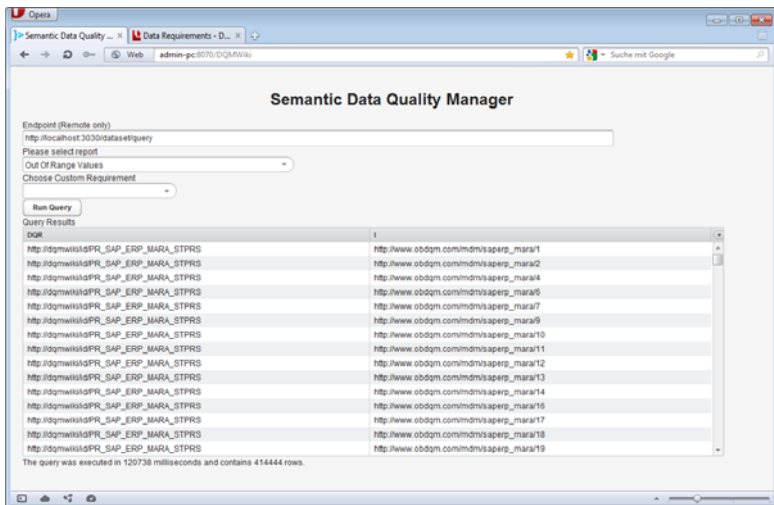 Opera
Semantic Data Quality ...
Data Requirements - D...
Web admin-pc:8070/DQMWiki
Suche mit Google
Semantic Data Quality Manager
Endpoint (Remote only)
http://localhost:3030/dataset/query
Please select report
Out Of Range Values
Choose Custom Requirement
Run Query
Query Results
DQR I
http://dqmwiki/id/PR_SAP_ERP_MARA_STPRS http://www.obdqm.com/mdm/saperp_mara/1
http://dqmwiki/id/PR_SAP_ERP_MARA_STPRS http://www.obdqm.com/mdm/saperp_mara/2
http://dqmwiki/id/PR_SAP_ERP_MARA_STPRS http://www.obdqm.com/mdm/saperp_mara/4
http://dqmwiki/id/PR_SAP_ERP_MARA_STPRS http://www.obdqm.com/mdm/saperp_mara/6
http://dqmwiki/id/PR_SAP_ERP_MARA_STPRS http://www.obdqm.com/mdm/saperp_mara/7
http://dqmwiki/id/PR_SAP_ERP_MARA_STPRS http://www.obdqm.com/mdm/saperp_mara/9
http://dqmwiki/id/PR_SAP_ERP_MARA_STPRS http://www.obdqm.com/mdm/saperp_mara/10
http://dqmwiki/id/PR_SAP_ERP_MARA_STPRS http://www.obdqm.com/mdm/saperp_mara/11
http://dqmwiki/id/PR_SAP_ERP_MARA_STPRS http://www.obdqm.com/mdm/saperp_mara/12
http://dqmwiki/id/PR_SAP_ERP_MARA_STPRS http://www.obdqm.com/mdm/saperp_mara/13
http://dqmwiki/id/PR_SAP_ERP_MARA_STPRS http://www.obdqm.com/mdm/saperp_mara/14
http://dqmwiki/id/PR_SAP_ERP_MARA_STPRS http://www.obdqm.com/mdm/saperp_mara/16
http://dqmwiki/id/PR_SAP_ERP_MARA_STPRS http://www.obdqm.com/mdm/saperp_mara/17
http://dqmwiki/id/PR_SAP_ERP_MARA_STPRS http://www.obdqm.com/mdm/saperp_mara/18
http://dqmwiki/id/PR_SAP_ERP_MARA_STPRS http://www.obdqm.com/mdm/saperp_mara/19
The query was executed in 120738 milliseconds and contains 414444 rows.